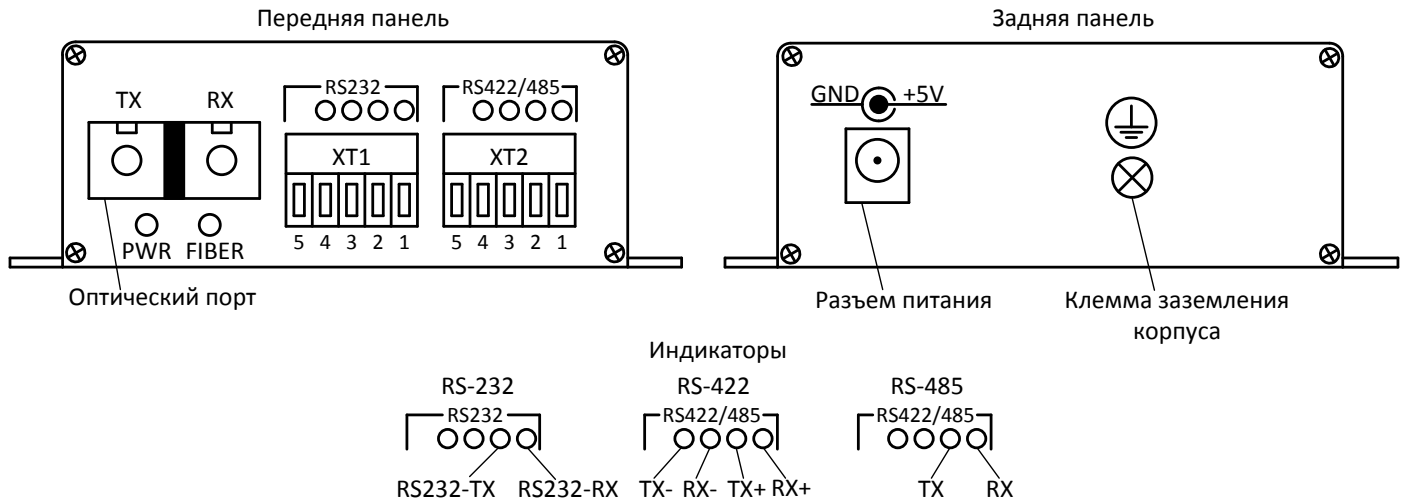 Передняя панель
Задняя панель
TX RX
RS232
RS422/485
XT1
XT2
5 4 3 2 1
5 4 3 2 1
PWR FIBER
Оптический порт
GND +5V
Разъем питания
Клемма заземления
корпуса
Индикаторы
RS-232
RS-422
RS-485
RS232
RS422/485
RS422/485
RS232-TX RS232-RX
TX- RX- TX+ RX+
TX RX